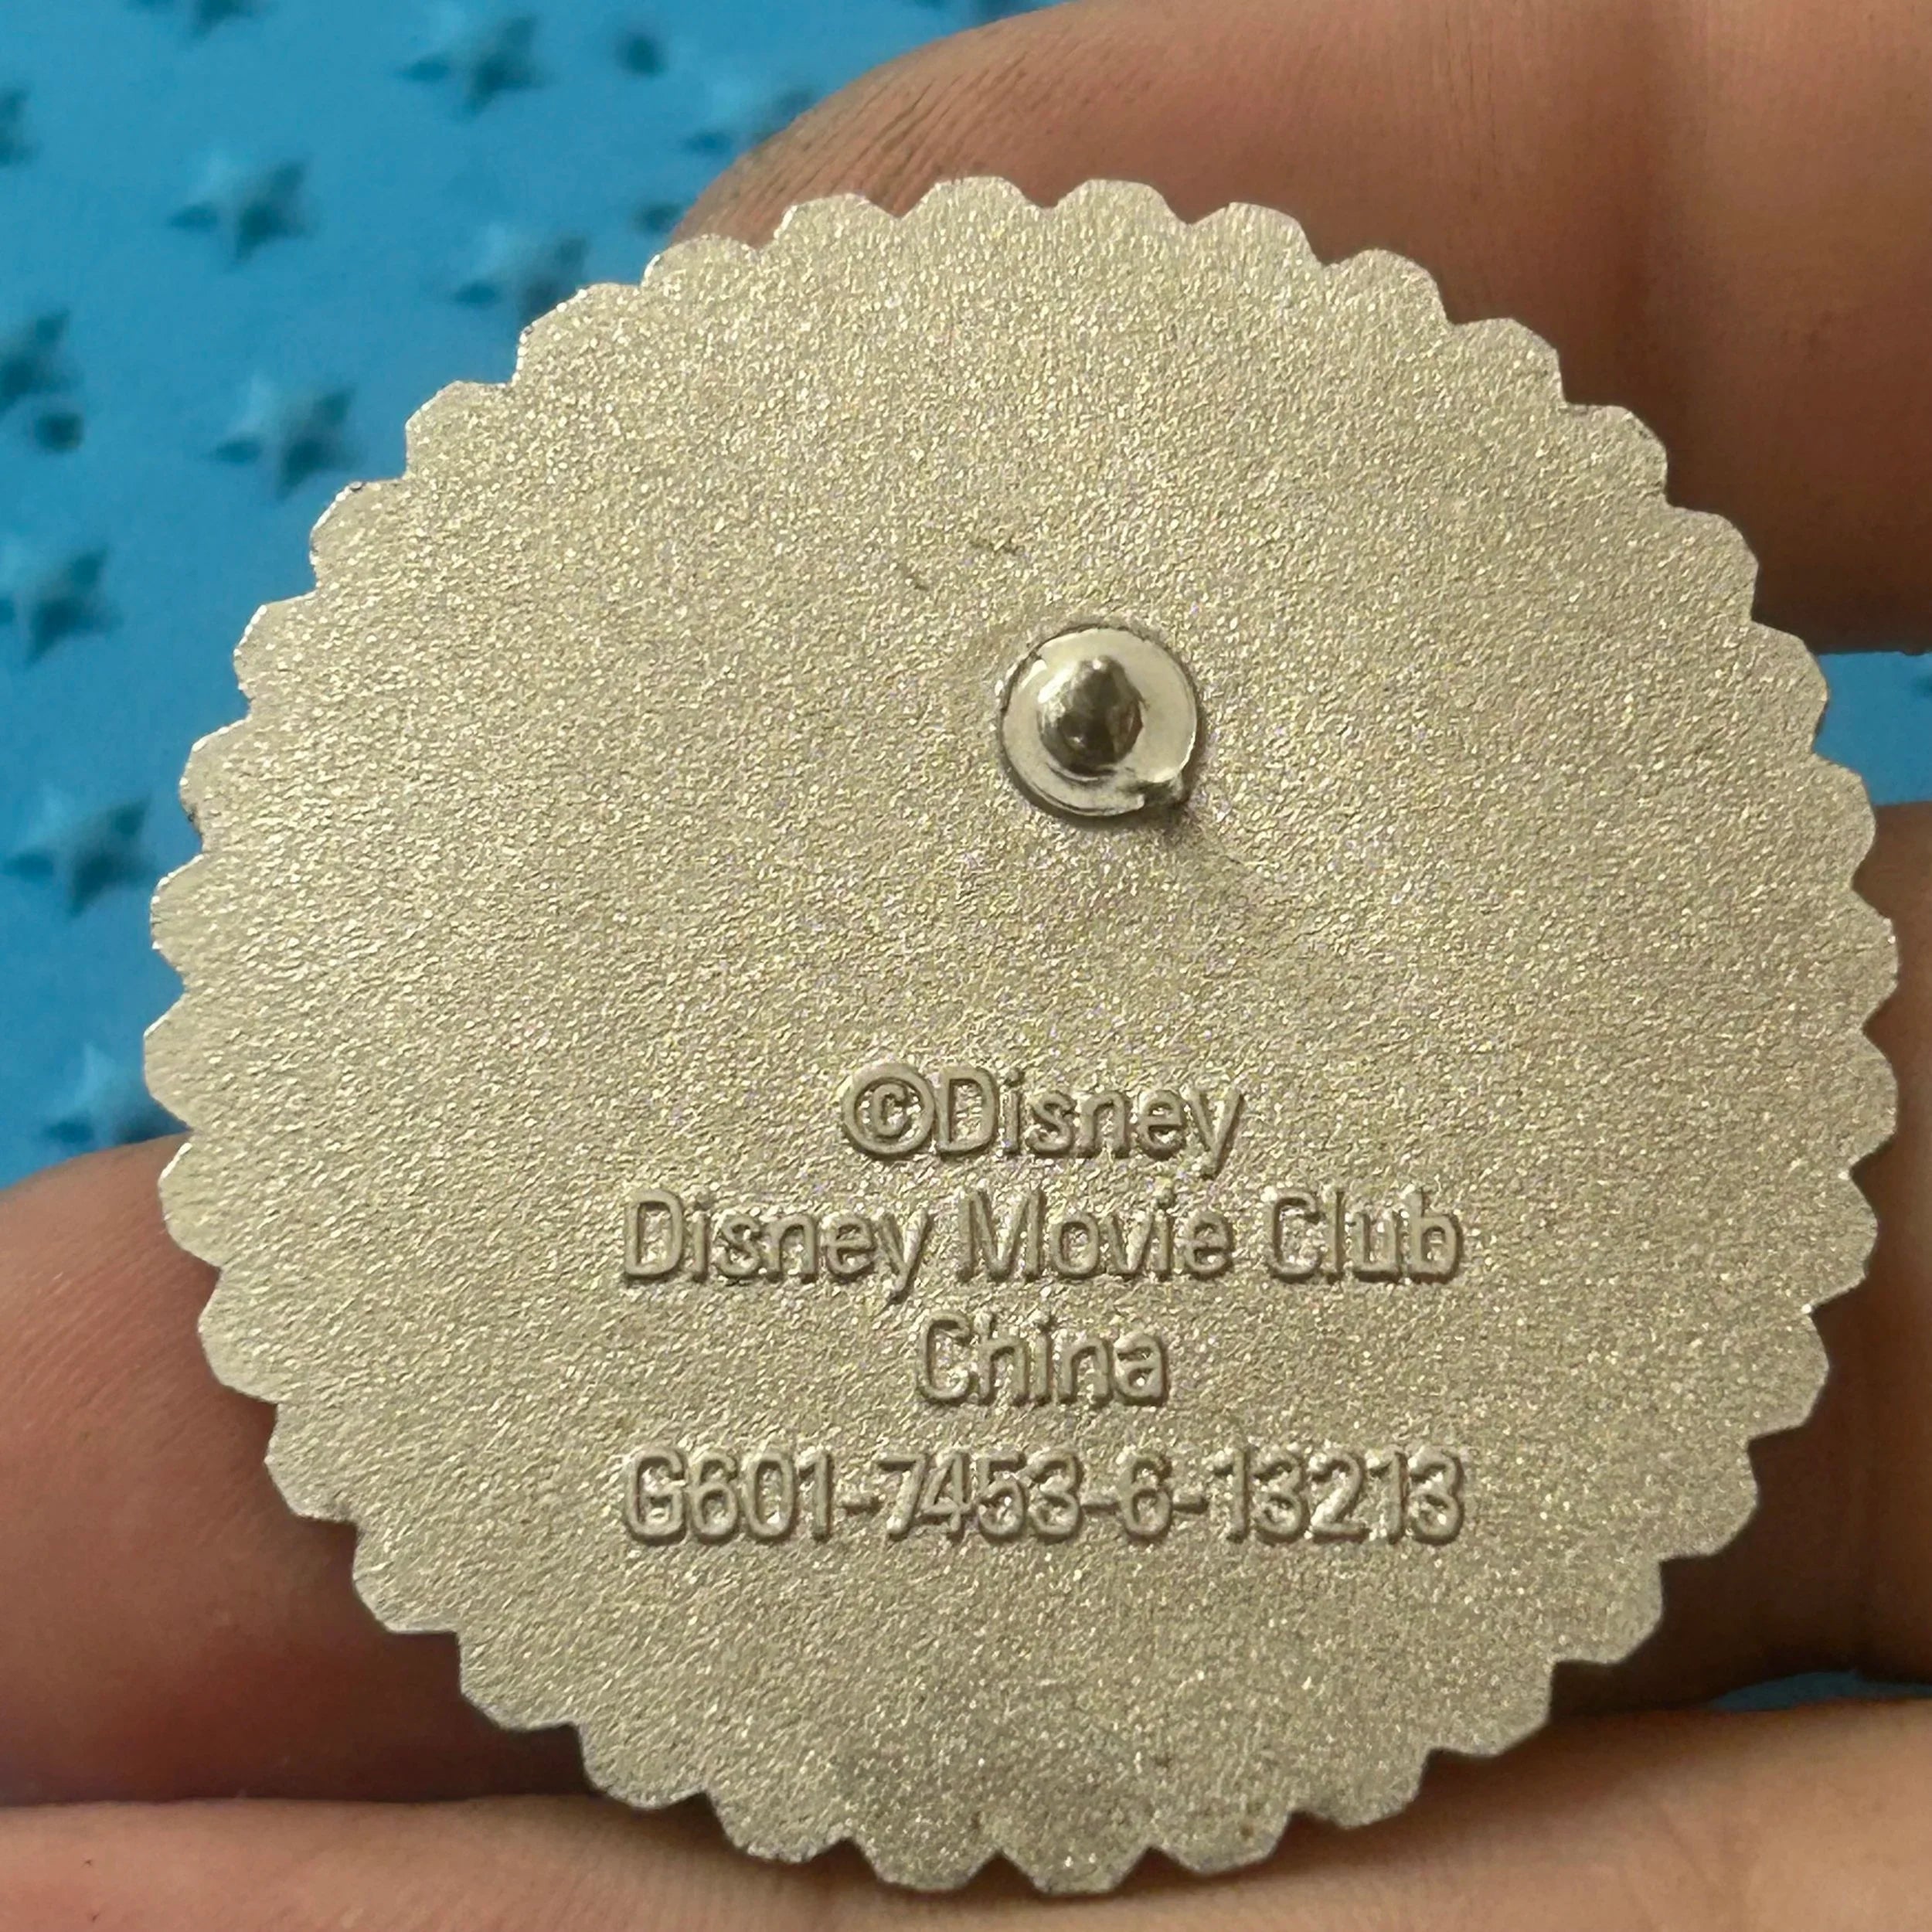 ©Disney
Disney Movie Club
China
G601-7453-6-13213